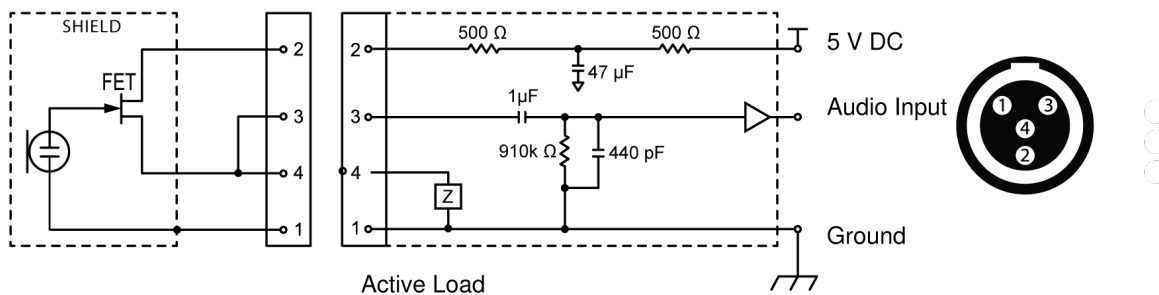 SHIELD
FET
2
3
4
1
2
3
4
1
500 Ω
500 Ω
47 µF
1µF
910k Ω
440 pF
Z
5 V DC
Audio Input
Ground
Active Load
1
3
4
2